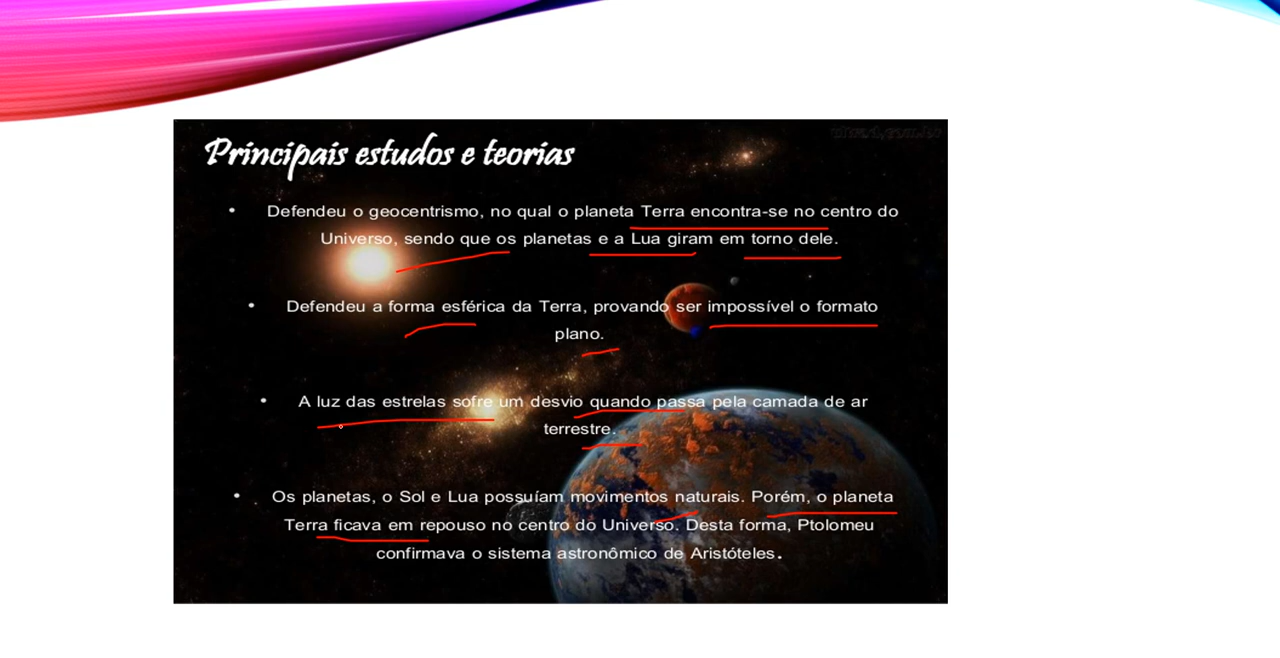 Principais estudos e teorias
• Defendeu o geocentrismo, no qual o planeta Terra encontra-se no centro do
Universo, sendo que os planetas e a Lua giram em torno dele.
• Defendeu a forma esférica da Terra, provando ser impossível o formato
plano.
• A luz das estrelas sofre um desvio quando passa pela camada de ar
terrestre.
• Os planetas, o Sol e Lua possuíam movimentos naturais. Porém, o planeta
Terra ficava em repouso no centro do Universo. Desta forma, Ptolomeu
confirmava o sistema astronômico de Aristóteles.